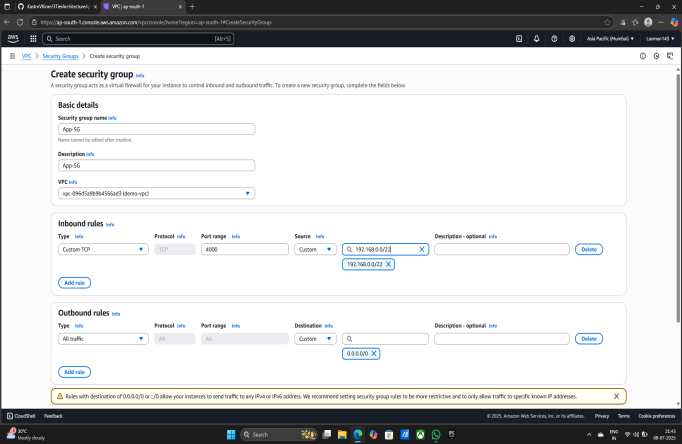 KastroVKiran/3TierArchitecture/a
VPC | ap-south-1
https://ap-south-1.console.aws.amazon.com/vpcconsole/home?region=ap-south-1#CreateSecurityGroup:
aws
Search
[Alt+S]
Asia Pacific (Mumbai)
Laxman143
VPC > Security Groups > Create security group
Create security group Info
A security group acts as a virtual firewall for your instance to control inbound and outbound traffic. To create a new security group, complete the fields below.
Basic details
Security group name Info
App-SG
Name cannot be edited after creation.
Description Info
App-SG
VPC Info
vpc-096d5a9b9b4566ad3 (demo-vpc)
Inbound rules Info
Type Info Protocol Info Port range Info Source Info Description - optional Info
Custom TCP TCP 4000 Custom 192.168.0.0/22 Delete
192.168.0.0/22
Add rule
Outbound rules Info
Type Info Protocol Info Port range Info Destination Info Description - optional Info
All traffic All All Custom Delete
0.0.0.0/0
Add rule
Rules with destination of 0.0.0.0/0 or ::/0 allow your instances to send traffic to any IPv4 or IPv6 address. We recommend setting security group rules to be more restrictive and to only allow traffic to specific known IP addresses.
CloudShell Feedback © 2025, Amazon Web Services, Inc. or its affiliates. Privacy Terms Cookie preferences
30°C
Mostly cloudy
Search
ENG
IN
21:45
08-07-2025